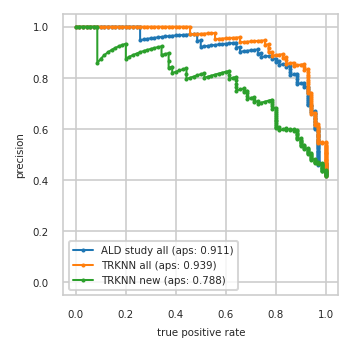 1.0
0.8
0.6
0.4
0.2
0.0
precision
ALD study all (aps: 0.911)
TRKNN all (aps: 0.939)
TRKNN new (aps: 0.788)
0.0 0.2 0.4 0.6 0.8 1.0
true positive rate